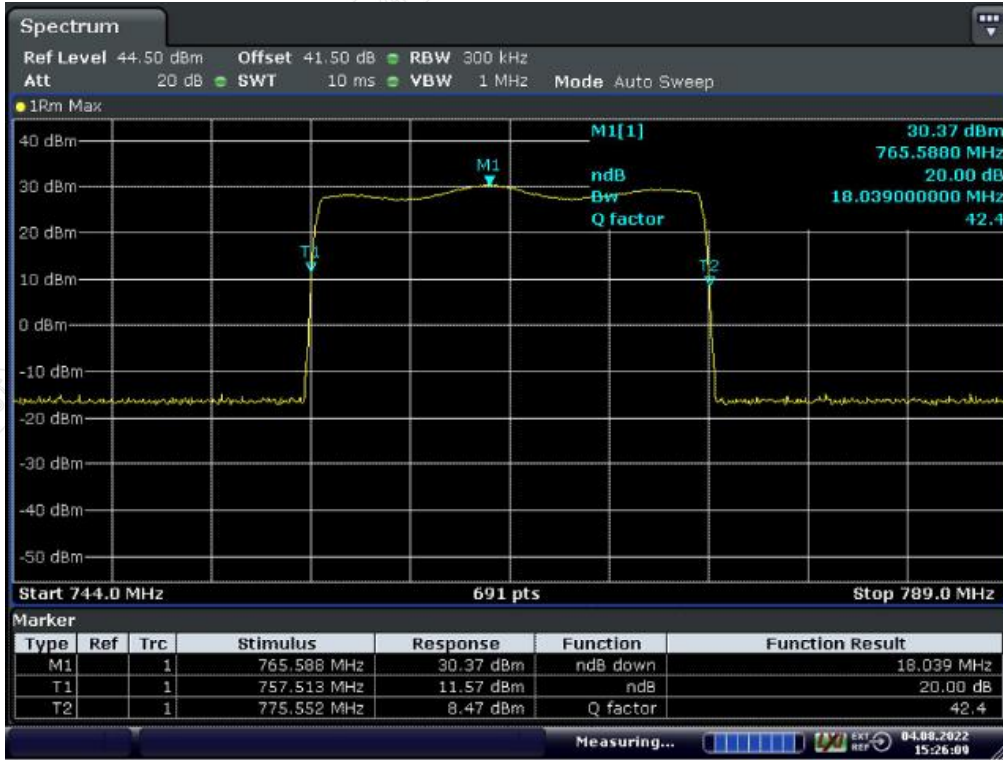 Spectrum
Ref Level 44.50 dBm Offset 41.50 dB RBW 300 kHz
Att 20 dB SWT 10 ms VBW 1 MHz Mode Auto Sweep
1Rm Max
M1[1] 30.37 dBm
765.5880 MHz
ndB 20.00 dB
Bw 18.039000000 MHz
Q factor 42.4
40 dBm
30 dBm
20 dBm
10 dBm
0 dBm
-10 dBm
-20 dBm
-30 dBm
-40 dBm
-50 dBm
M1
T1
T2
Start 744.0 MHz 691 pts Stop 789.0 MHz
Marker
Type Ref Trc Stimulus Response Function Function Result
M1 1 765.588 MHz 30.37 dBm ndB down 18.039 MHz
T1 1 757.513 MHz 11.57 dBm ndB 20.00 dB
T2 1 775.552 MHz 8.47 dBm Q factor 42.4
Measuring... LXI EXT REF 04.08.2022
15:26:09